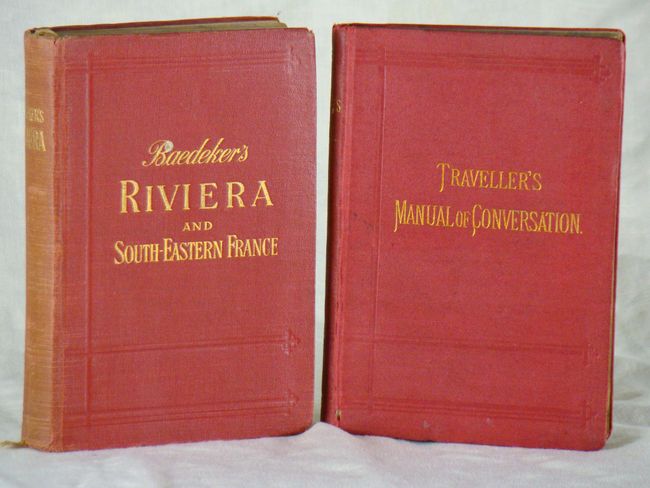 Baedeker's
RIVIERA
AND
SOUTH-EASTERN FRANCE
TRAVELLER'S
MANUAL OF CONVERSATION.